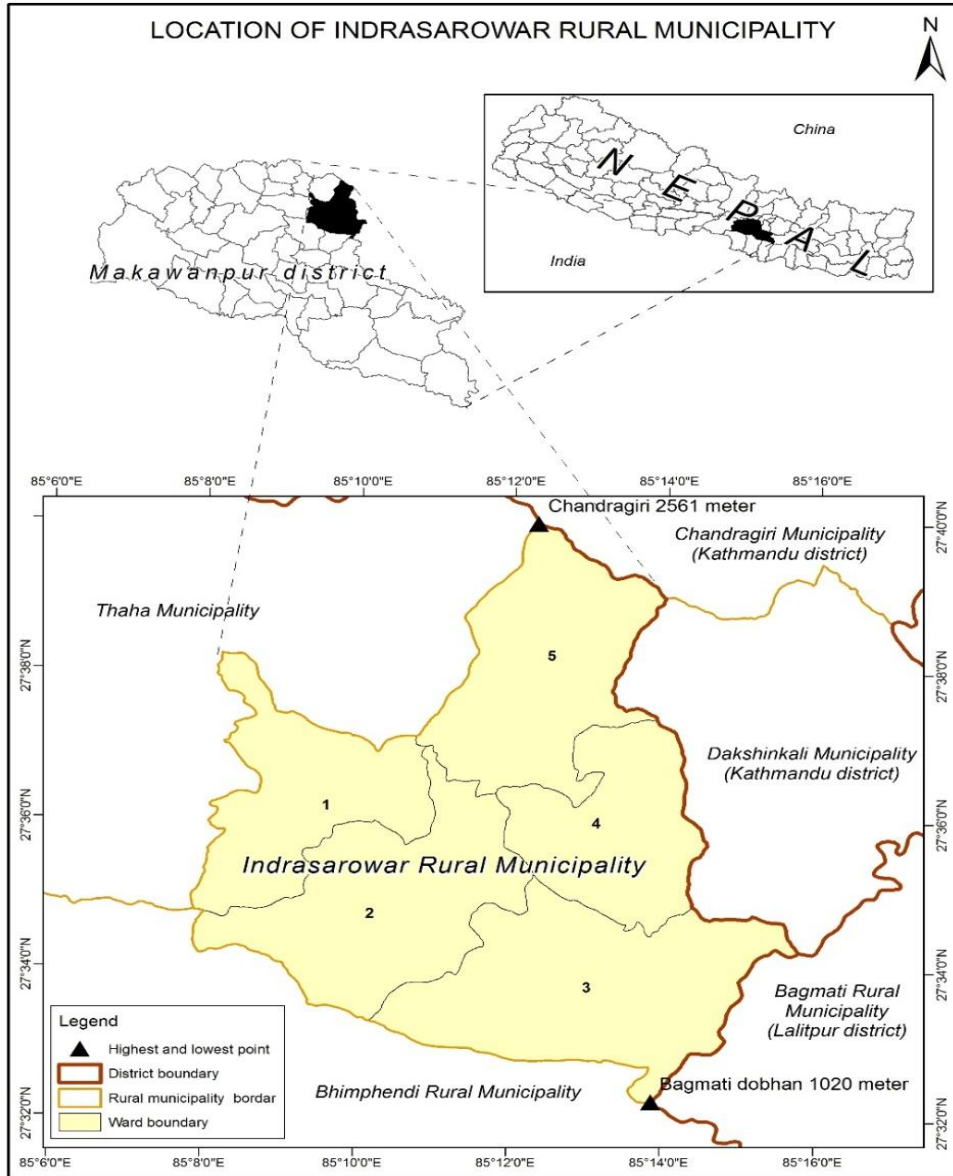 LOCATION OF INDRASAROWAR RURAL MUNICIPALITY
N
China
NEPAL
India
Makawanpur district
85°6'0"E 85°8'0"E 85°10'0"E 85°12'0"E 85°14'0"E 85°16'0"E
Chandragiri 2561 meter
Chandragiri Municipality
(Kathmandu district)
27°40'0"N
Thaha Municipality
27°38'0"N
5
27°38'0"N
Dakshinkali Municipality
(Kathmandu district)
27°36'0"N
1
4
27°36'0"N
Indrasarowar Rural Municipality
2
27°34'0"N
3
27°34'0"N
Bagmati Rural
Municipality
(Lalitpur district)
Legend
Highest and lowest point
District boundary
Rural municipality bordar
Ward boundary
Bhimphendi Rural Municipality
Bagmati dobhan 1020 meter
27°32'0"N
27°32'0"N
85°6'0"E 85°8'0"E 85°10'0"E 85°12'0"E 85°14'0"E 85°16'0"E